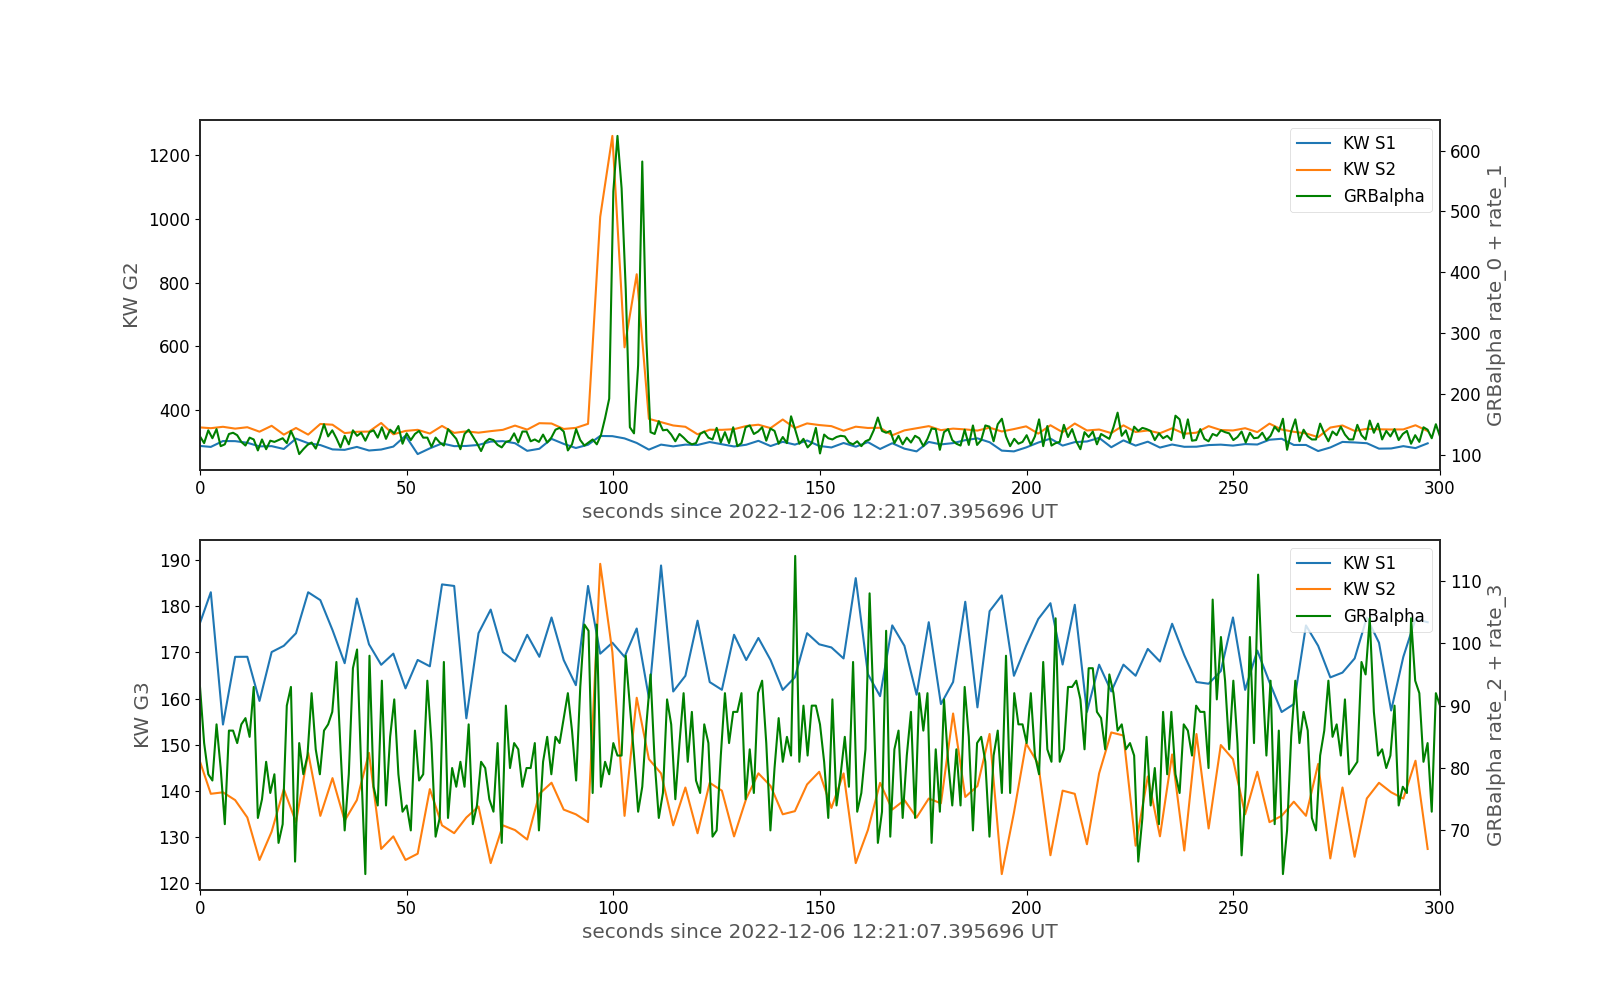 KW S1
KW S2
GRBalpha
1200
1000
800
600
400
600
500
400
300
200
100
KW G2
GRBalpha rate_0 + rate_1
0 50 100 150 200 250 300
seconds since 2022-12-06 12:21:07.395696 UT
KW S1
KW S2
GRBalpha
190
180
170
160
150
140
130
120
110
100
90
80
70
KW G3
GRBalpha rate_2 + rate_3
0 50 100 150 200 250 300
seconds since 2022-12-06 12:21:07.395696 UT